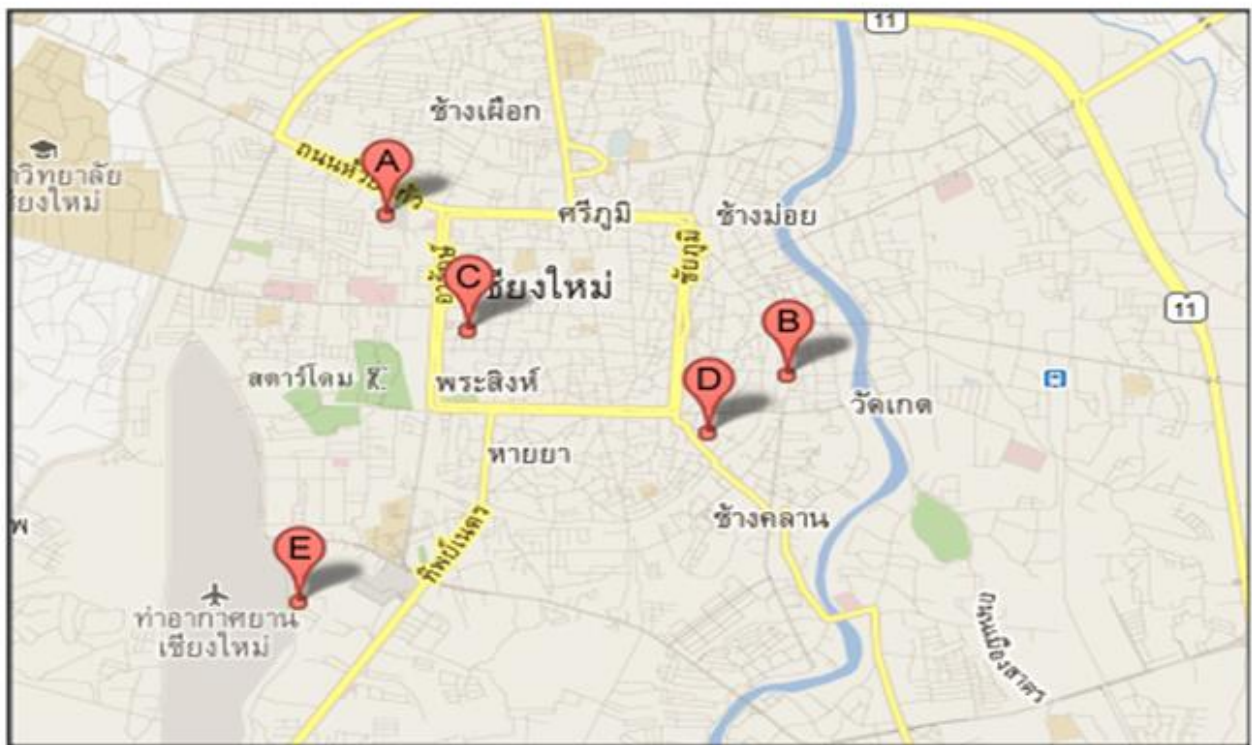 11
ช้างเผือก
A
าวิทยาลัย
ชียงใหม่
ศรีภูมิ
ช้างม่อย
ชัยภูมิ
C
ชียงใหม่
B
11
สตาร์โดม
พระสิงห์
D
วัดเกต
หายยา
ช้างคลาน
พ
E
ทิพย์เนตร
ท่าอากาศยาน
เชียงใหม่